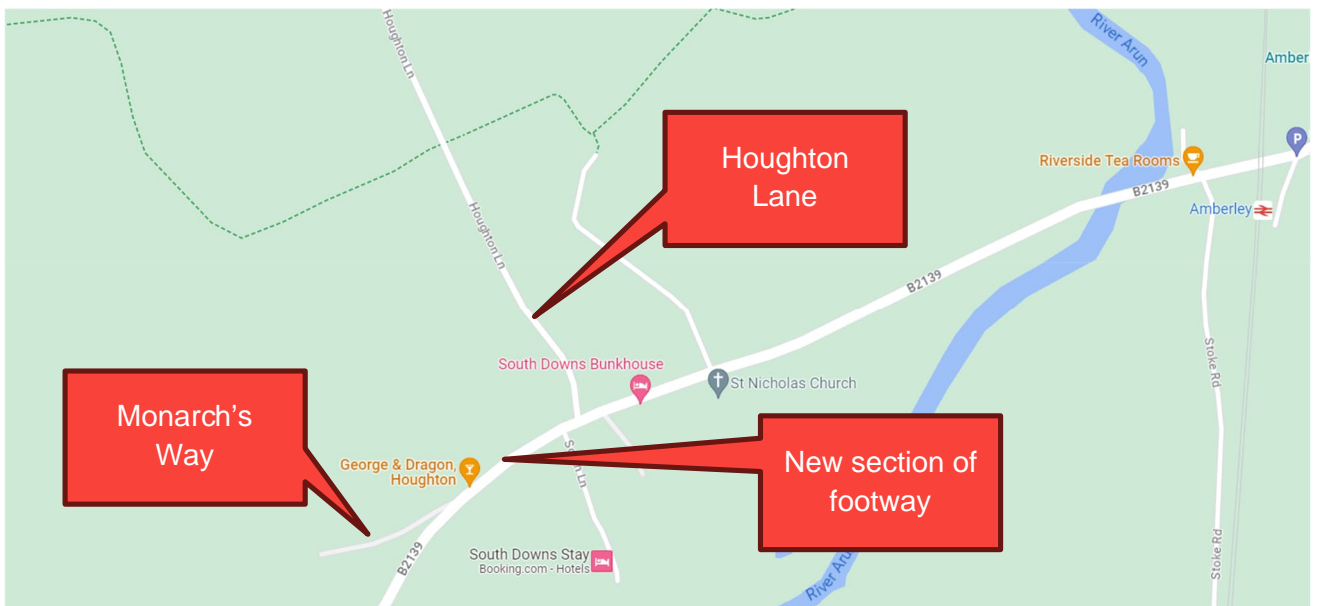 Houghton Ln
River Arun
Amber
Houghton
Lane
Riverside Tea Rooms
P
B2139
Amberley
Houghton Ln
B2139
South Downs Bunkhouse
St Nicholas Church
Stoke Rd
Monarch's
Way
New section of
footway
George & Dragon,
Houghton
South Downs Stay
Booking.com - Hotels
B2139
Stoke Rd